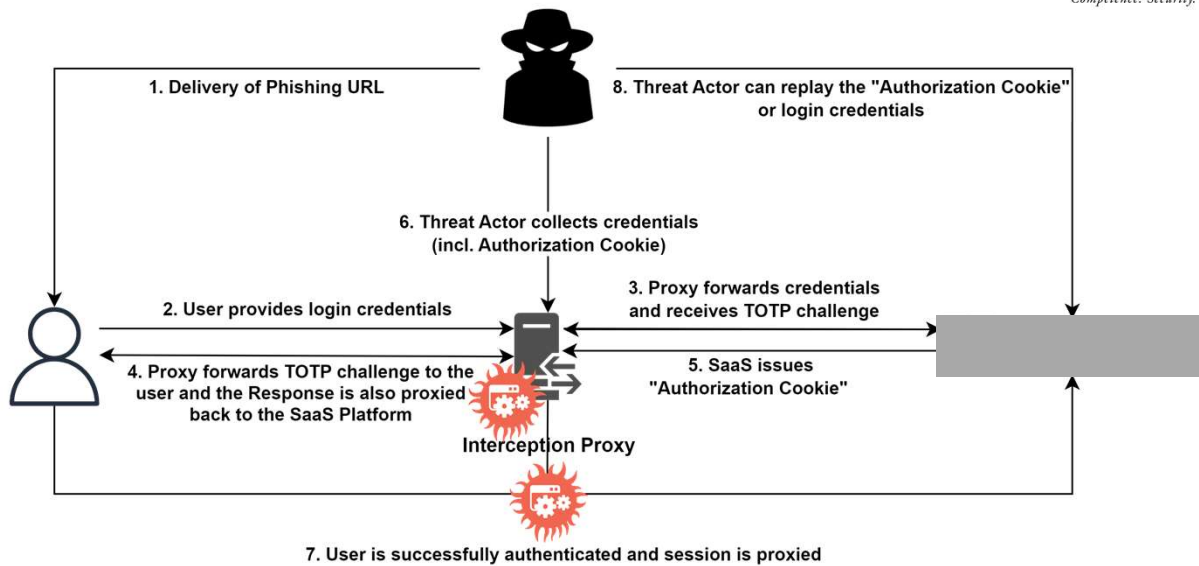 Competence. Security.
1. Delivery of Phishing URL
8. Threat Actor can replay the "Authorization Cookie"
or login credentials
6. Threat Actor collects credentials
(incl. Authorization Cookie)
2. User provides login credentials
3. Proxy forwards credentials
and receives TOTP challenge
4. Proxy forwards TOTP challenge to the
user and the Response is also proxied
back to the SaaS Platform
5. SaaS issues
"Authorization Cookie"
Interception Proxy
7. User is successfully authenticated and session is proxied